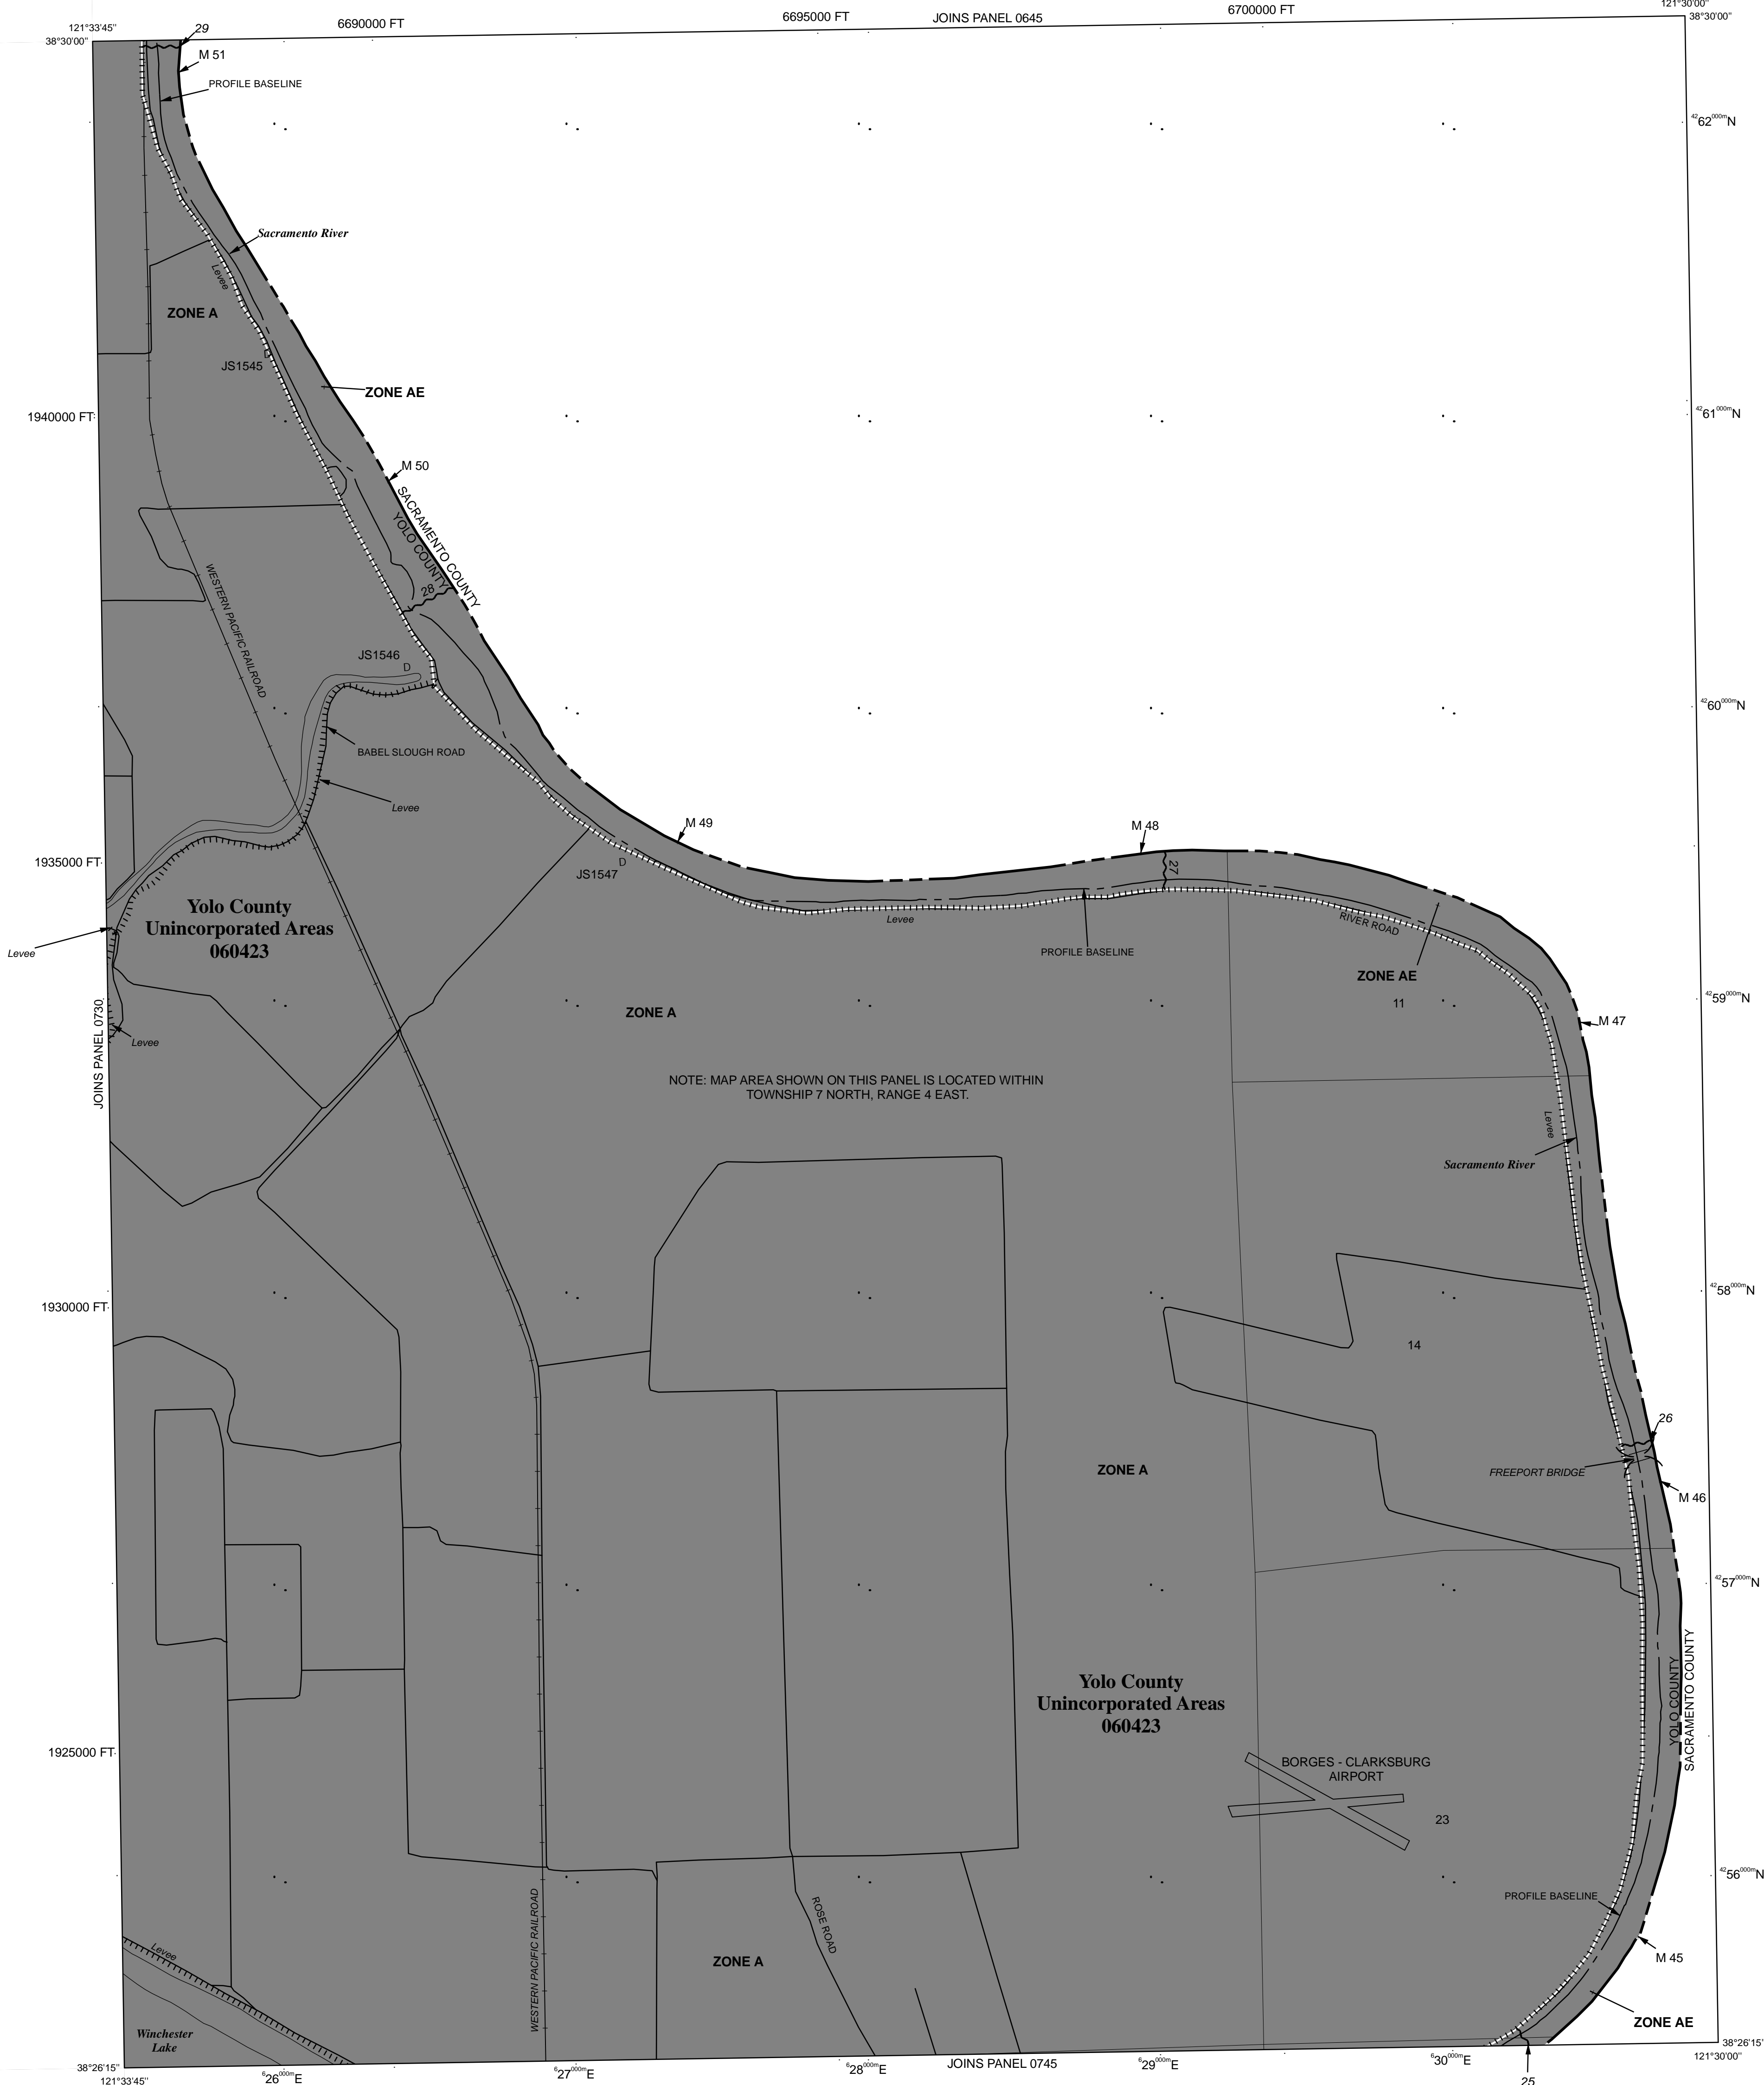 121°33'45"
6690000 FT
6695000 FT
JOINS PANEL 0645
6700000 FT
121°30'00"
38°30'00"
38°30'00"
29
M 51
PROFILE BASELINE
4262000mN
Sacramento River
Levee
ZONE A
JS1545
D
ZONE AE
1940000 FT
4261000mN
M 50
SACRAMENTO COUNTY
YOLO COUNTY
28
WESTERN PACIFIC RAILROAD
JS1546
D
4260000mN
BABEL SLOUGH ROAD
Levee
M 49
M 48
27
1935000 FT
D
JS1547
Yolo County
Unincorporated Areas
060423
Levee
Levee
RIVER ROAD
PROFILE BASELINE
ZONE AE
11
4259000mN
ZONE A
M 47
JOINS PANEL 0730
Levee
NOTE: MAP AREA SHOWN ON THIS PANEL IS LOCATED WITHIN
TOWNSHIP 7 NORTH, RANGE 4 EAST.
Levee
Sacramento River
4258000mN
1930000 FT
14
26
ZONE A
FREEPORT BRIDGE
M 46
4257000mN
Yolo County
Unincorporated Areas
060423
YOLO COUNTY
SACRAMENTO COUNTY
1925000 FT
BORGES - CLARKSBURG
AIRPORT
23
4256000mN
PROFILE BASELINE
ROSE ROAD
WESTERN PACIFIC RAILROAD
Levee
ZONE A
M 45
ZONE AE
Winchester
Lake
38°26'15"
38°26'15"
121°33'45"
626000mE
627000mE
628000mE
JOINS PANEL 0745
629000mE
630000mE
121°30'00"
25